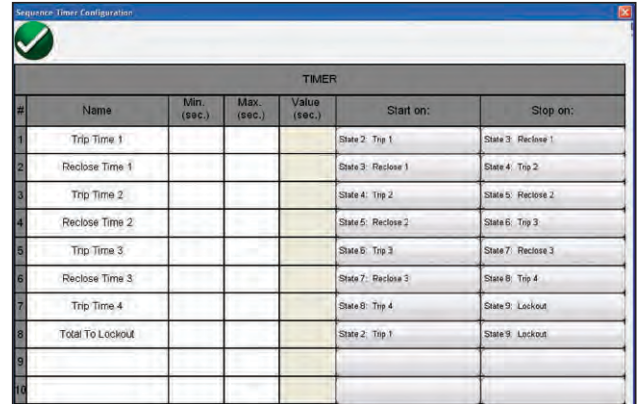 Sequence Timer Configuration
TIMER
# Name Min. (sec.) Max. (sec.) Value (sec.) Start on: Stop on:
1 Trip Time 1 State 2: Trip 1 State 3: Reclose 1
2 Reclose Time 1 State 3: Reclose 1 State 4: Trip 2
3 Trip Time 2 State 4: Trip 2 State 5: Reclose 2
4 Reclose Time 2 State 5: Reclose 2 State 6: Trip 3
5 Trip Time 3 State 6: Trip 3 State 7: Reclose 3
6 Reclose Time 3 State 7: Reclose 3 State 8: Trip 4
7 Trip Time 4 State 8: Trip 4 State 9: Lockout
8 Total To Lockout State 2: Trip 1 State 9: Lockout
9
10